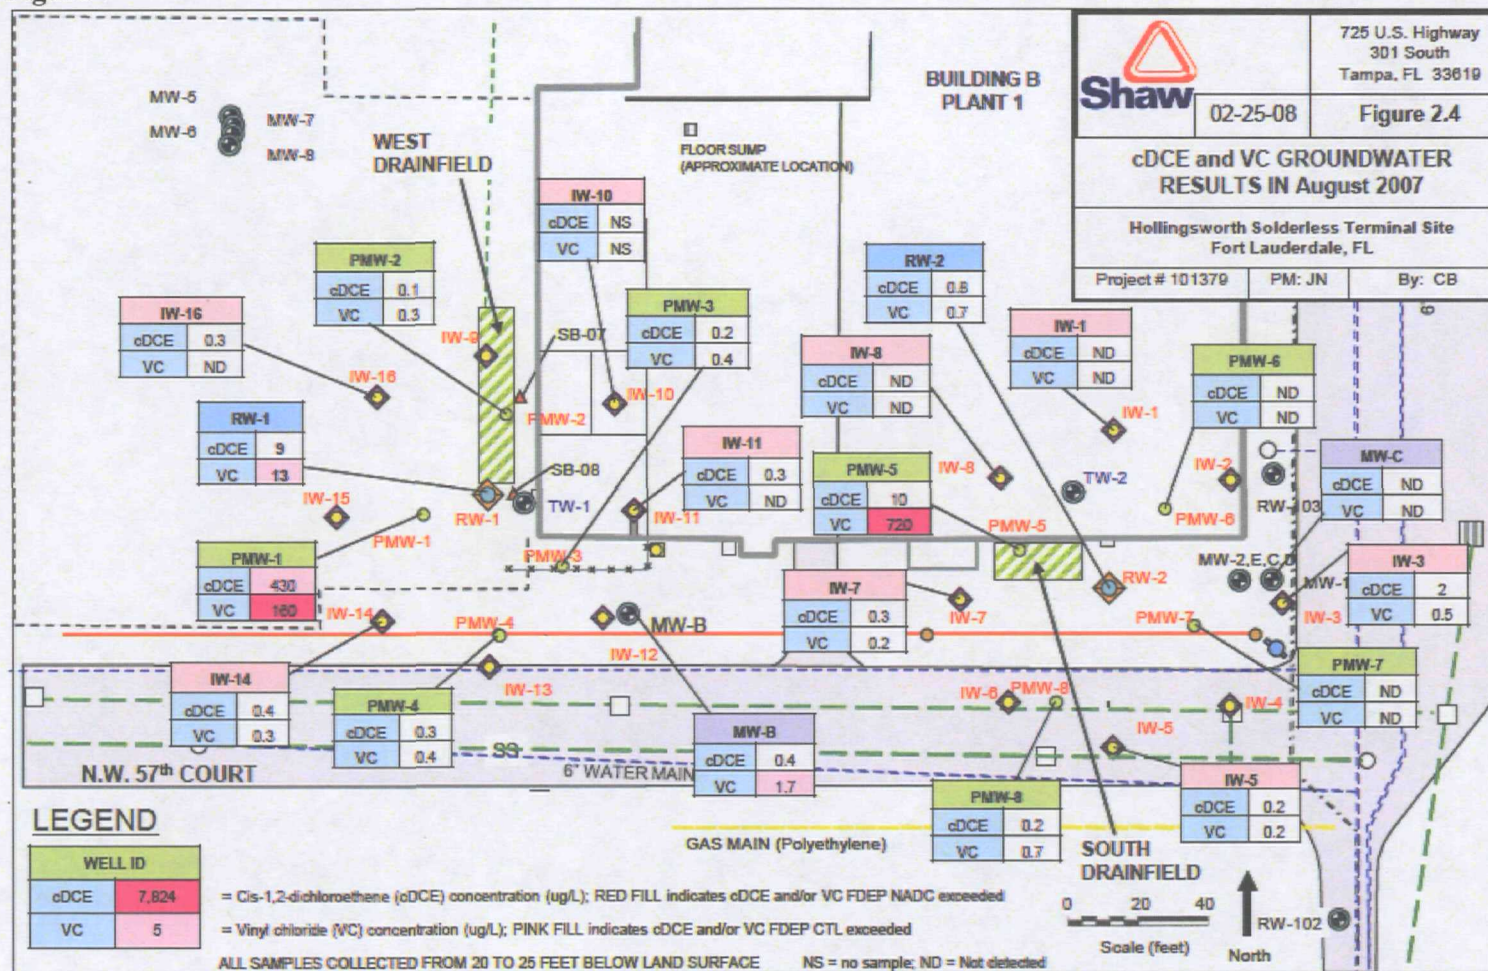 725 U.S. Highway
301 South
Tampa, FL 33619
Shaw
02-25-08
Figure 2.4
cDCE and VC GROUNDWATER
RESULTS IN August 2007
Hollingsworth Solderless Terminal Site
Fort Lauderdale, FL
Project # 101379
PM: JN
By: CB
BUILDING B
PLANT 1
MW-5
MW-6
MW-7
MW-8
WEST
DRAINFIELD
FLOOR SUMP
(APPROXIMATE LOCATION)
IW-10
cDCE NS
VC NS
PMW-2
cDCE 0.1
VC 0.3
RW-2
cDCE 0.8
VC 0.7
IW-16
cDCE 0.3
VC ND
PMW-3
cDCE 0.2
VC 0.4
IW-1
cDCE ND
VC ND
IW-8
cDCE ND
VC ND
PMW-6
cDCE ND
VC ND
IW-9
SB-07
IW-16
IW-10
PMW-2
IW-1
RW-1
cDCE 9
VC 13
IW-11
cDCE 0.3
VC ND
PMW-5
cDCE 10
VC 720
MW-C
cDCE ND
VC ND
IW-8
IW-2
TW-2
SB-08
IW-15
RW-1
TW-1
IW-11
PMW-1
PMW-5
PMW-6
RW-103
PMW-1
cDCE 430
VC 160
PMW-3
IW-7
cDCE 0.3
VC 0.2
RW-2
MW-2,E,C,D
MW-1
IW-3
cDCE 2
VC 0.5
IW-14
PMW-4
MW-B
IW-7
PMW-7
IW-3
IW-12
IW-13
IW-14
cDCE 0.4
VC 0.3
PMW-4
cDCE 0.3
VC 0.4
PMW-7
cDCE ND
VC ND
IW-6
PMW-8
IW-4
IW-5
MW-B
cDCE 0.4
VC 1.7
SS
6" WATER MAIN
N.W. 57th COURT
IW-5
cDCE 0.2
VC 0.2
PMW-8
cDCE 0.2
VC 0.7
GAS MAIN (Polyethylene)
SOUTH
DRAINFIELD
LEGEND
WELL ID
cDCE 7,824 = Cis-1,2-dichloroethene (cDCE) concentration (ug/L); RED FILL indicates cDCE and/or VC FDEP NADC exceeded
VC 5 = Vinyl chloride (VC) concentration (ug/L); PINK FILL indicates cDCE and/or VC FDEP CTL exceeded
ALL SAMPLES COLLECTED FROM 20 TO 25 FEET BELOW LAND SURFACE NS = no sample; ND = Not detected
0 20 40
Scale (feet)
North
RW-102